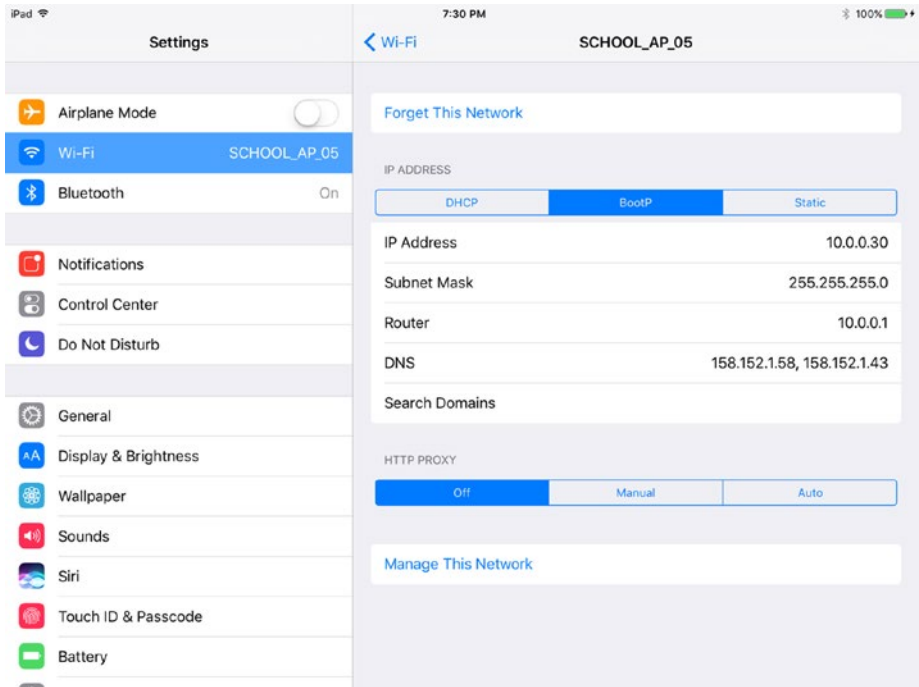 iPad 7:30 PM 100%
Settings
Wi-Fi SCHOOL_AP_05
Airplane Mode
Wi-Fi SCHOOL_AP_05
Bluetooth On
Notifications
Control Center
Do Not Disturb
General
AA Display & Brightness
Wallpaper
Sounds
Siri
Touch ID & Passcode
Battery
Forget This Network
IP ADDRESS
DHCP BootP Static
IP Address 10.0.0.30
Subnet Mask 255.255.255.0
Router 10.0.0.1
DNS 158.152.1.58, 158.152.1.43
Search Domains
HTTP PROXY
Off Manual Auto
Manage This Network